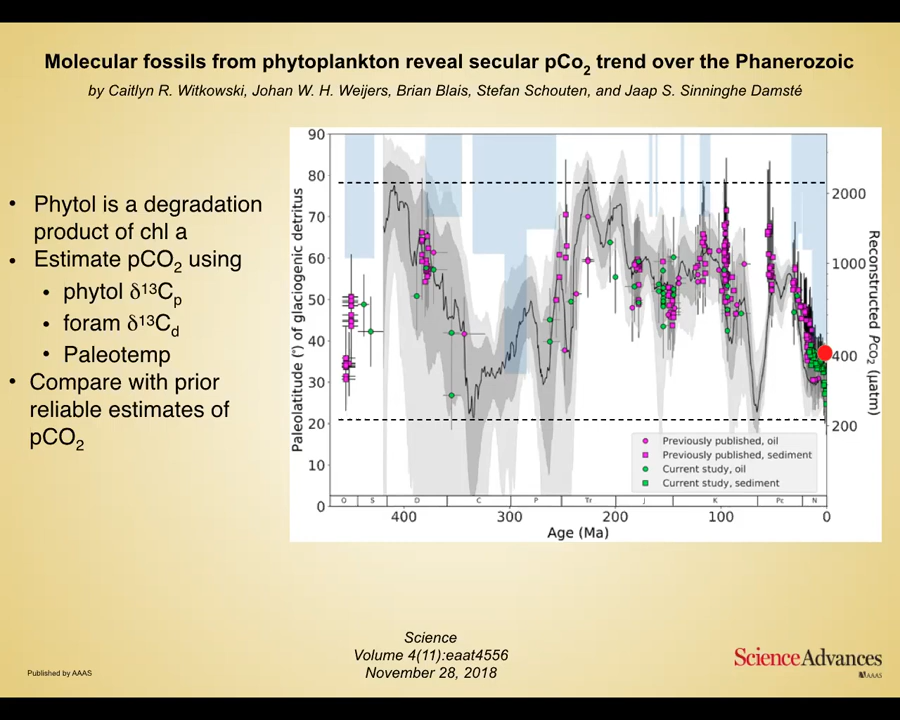 Molecular fossils from phytoplankton reveal secular pCo₂ trend over the Phanerozoic
by Caitlyn R. Witkowski, Johan W. H. Weijers, Brian Blais, Stefan Schouten, and Jaap S. Sinninghe Damsté
• Phytol is a degradation
product of chl a
• Estimate pCO₂ using
• phytol δ¹³Cₚ
• foram δ¹³C_d
• Paleotemp
• Compare with prior
reliable estimates of
pCO₂
Paleolatitude (°) of glaciogenic detritus
90
80
70
60
50
40
30
20
10
0
2000
1000
400
200
Reconstructed Pco₂ (µatm)
Previously published, oil
Previously published, sediment
Current study, oil
Current study, sediment
O S D C P Tr J K Pε N
400 300 200 100 0
Age (Ma)
Science
Volume 4(11):eaat4556
November 28, 2018
Published by AAAS
ScienceAdvances
AAAS